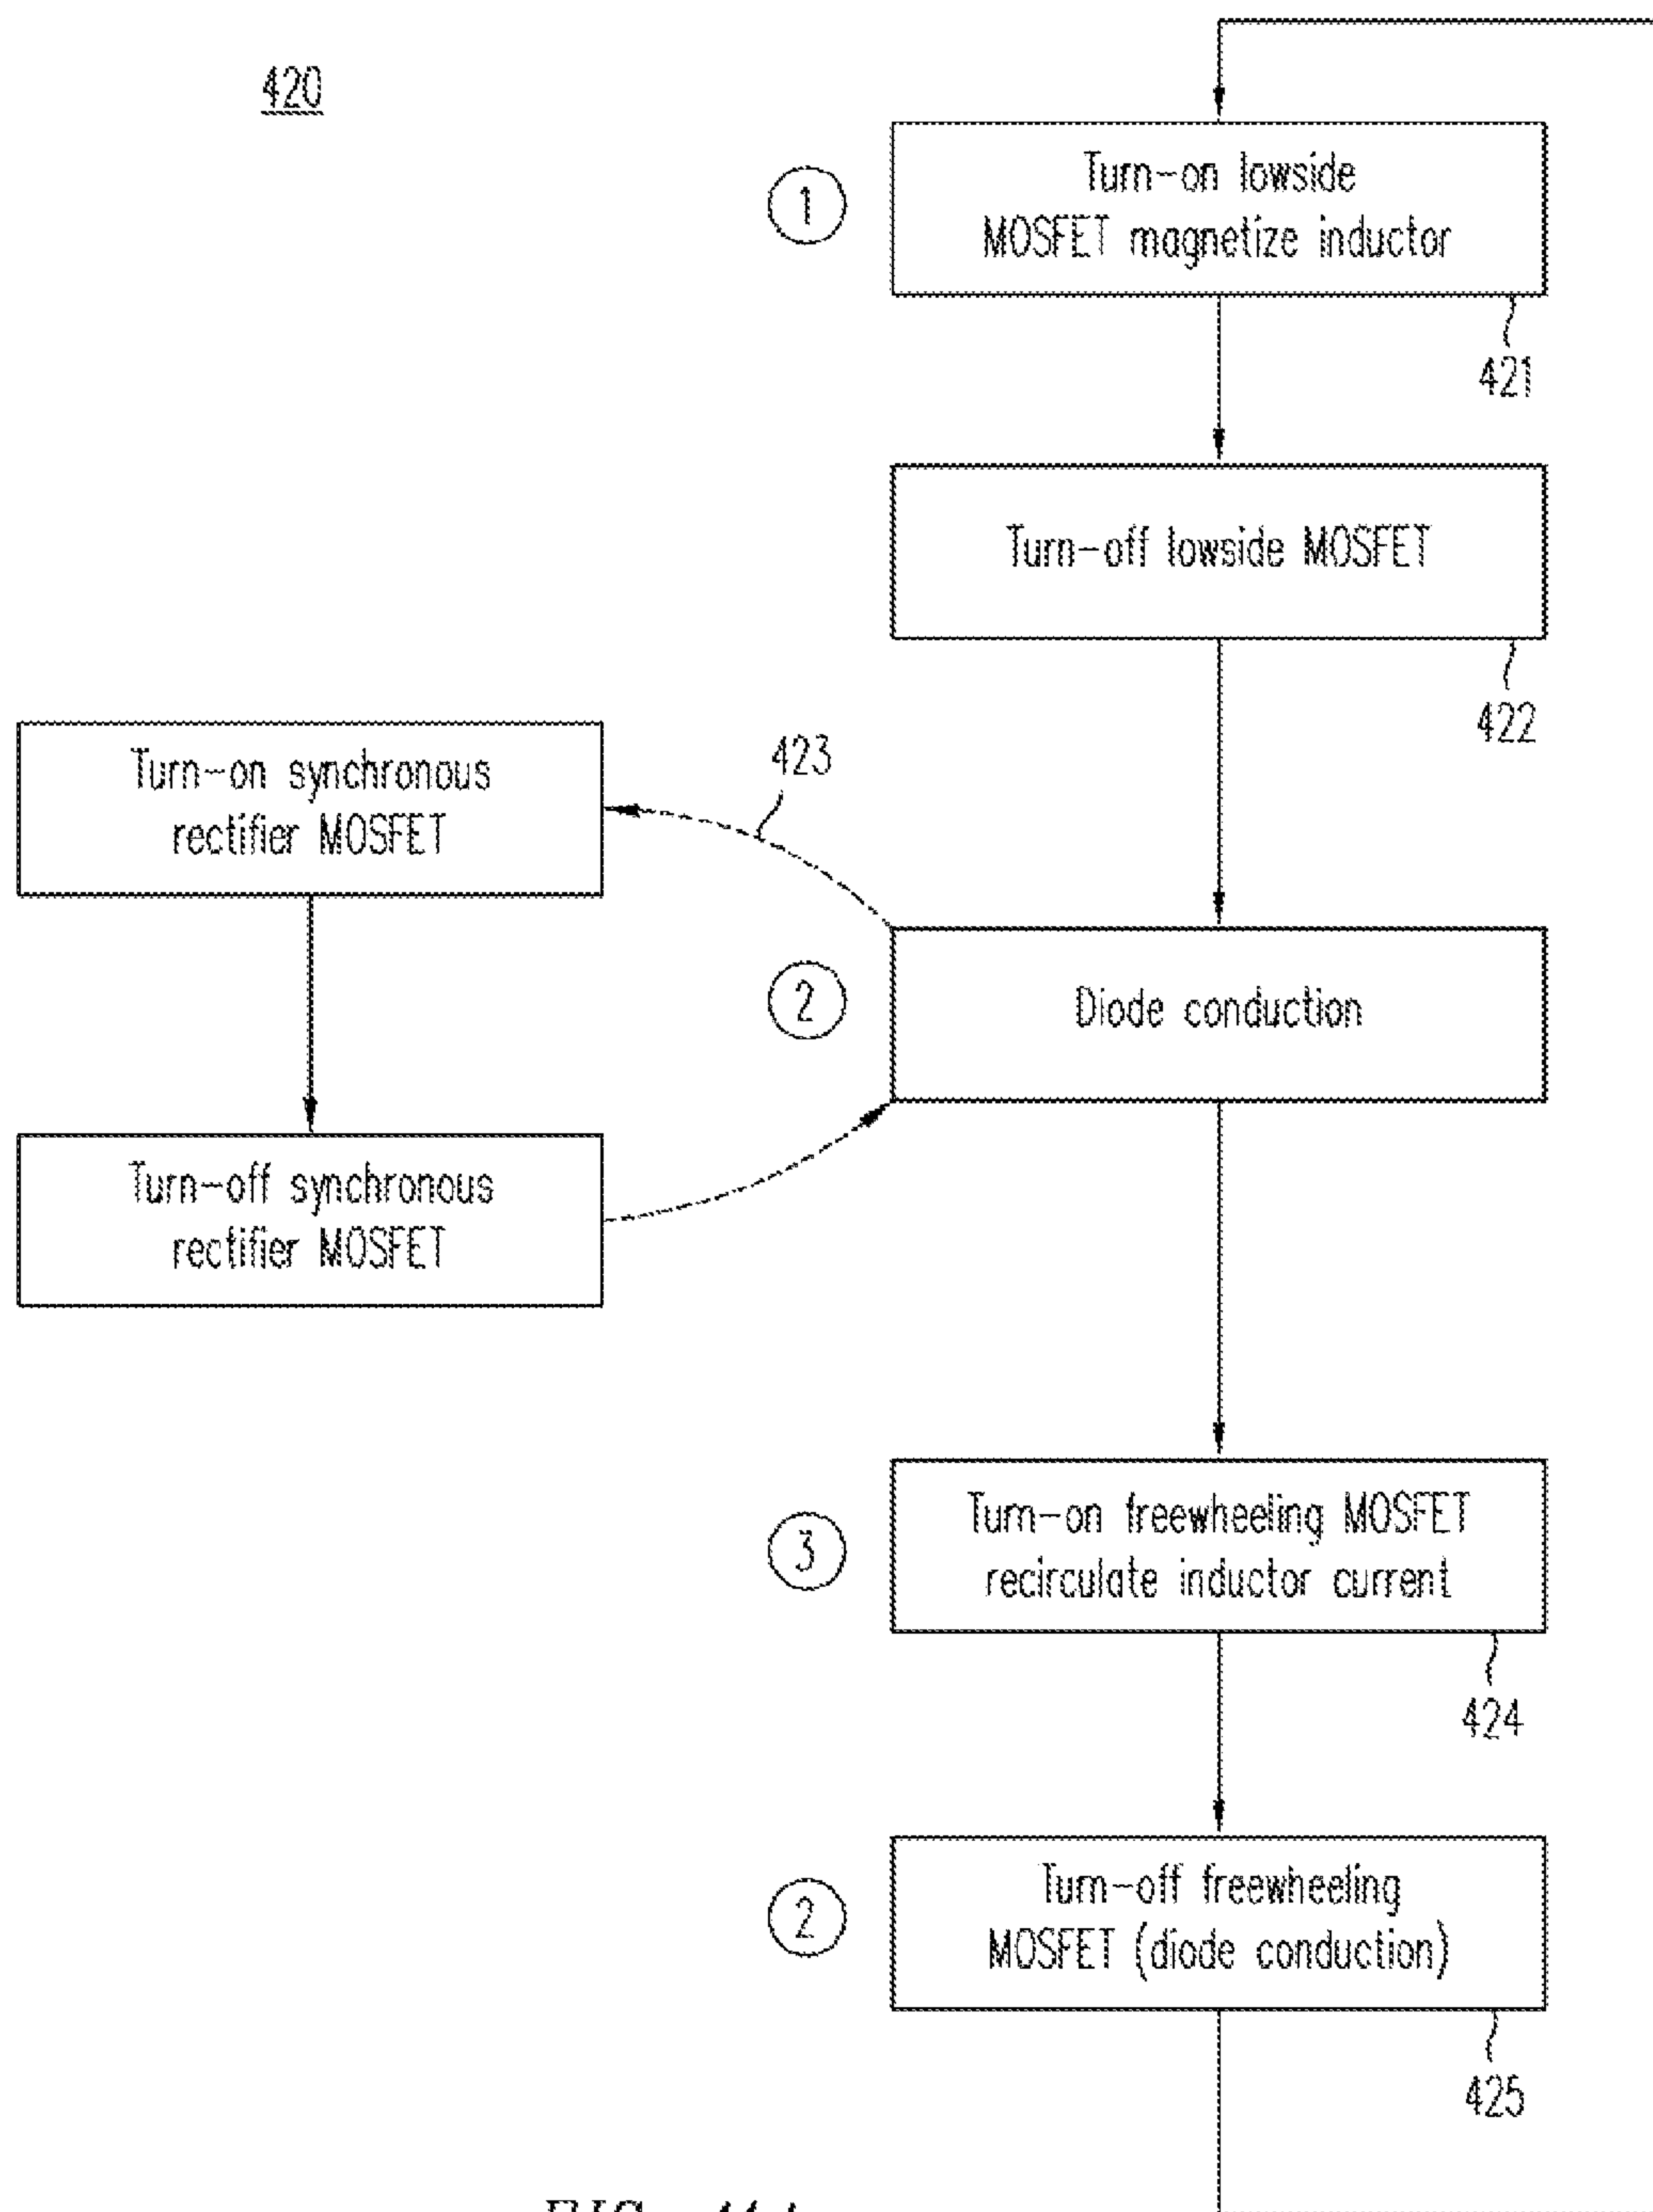 420
1
Turn-on lowside
MOSFET magnetize inductor
421
Turn-off lowside MOSFET
422
Turn-on synchronous
rectifier MOSFET
423
2
Diode conduction
Turn-off synchronous
rectifier MOSFET
3
Turn-on freewheeling MOSFET
recirculate inductor current
424
2
Turn-off freewheeling
MOSFET (diode conduction)
425